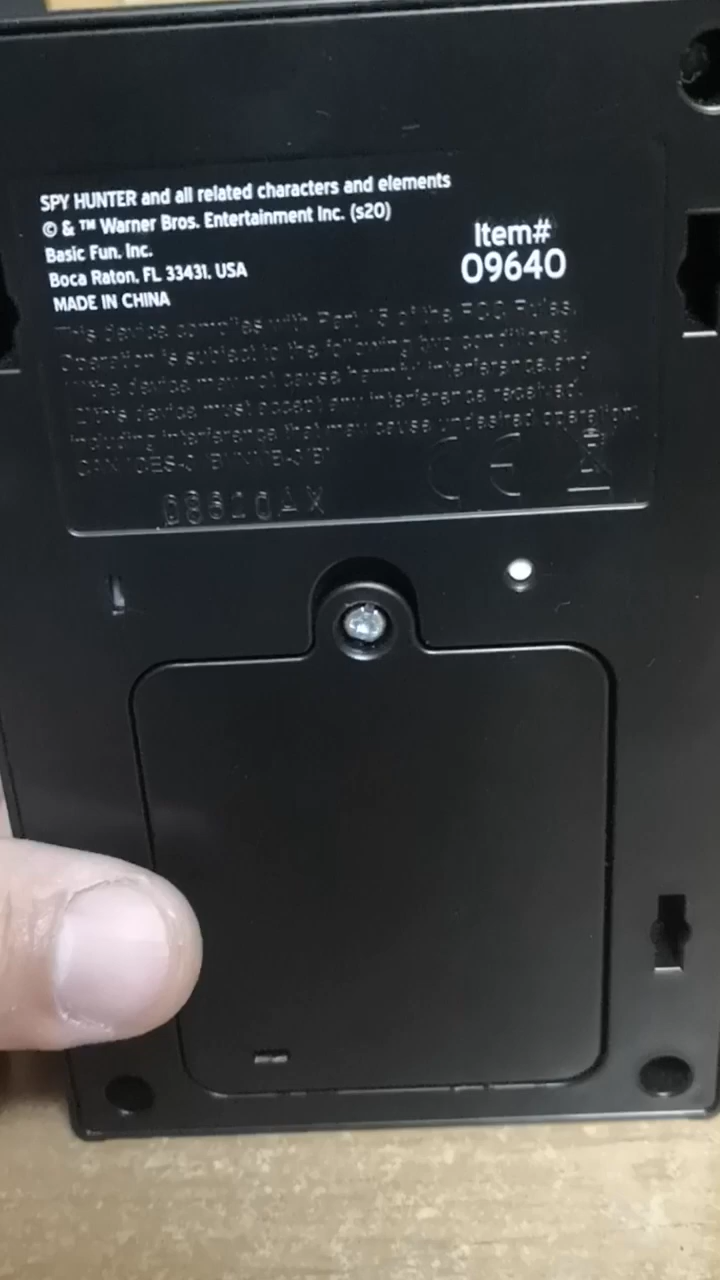 SPY HUNTER and all related characters and elements
© & ™ Warner Bros. Entertainment Inc. (s20)
Basic Fun, Inc.
Boca Raton, FL 33431, USA
MADE IN CHINA
Item#
09640
This device complies with Part 15 of the FCC Rules.
Operation is subject to the following two conditions:
the device may not cause harmful interference, and
this device must accept any interference received,
including interference that may cause undesired operation.
CE